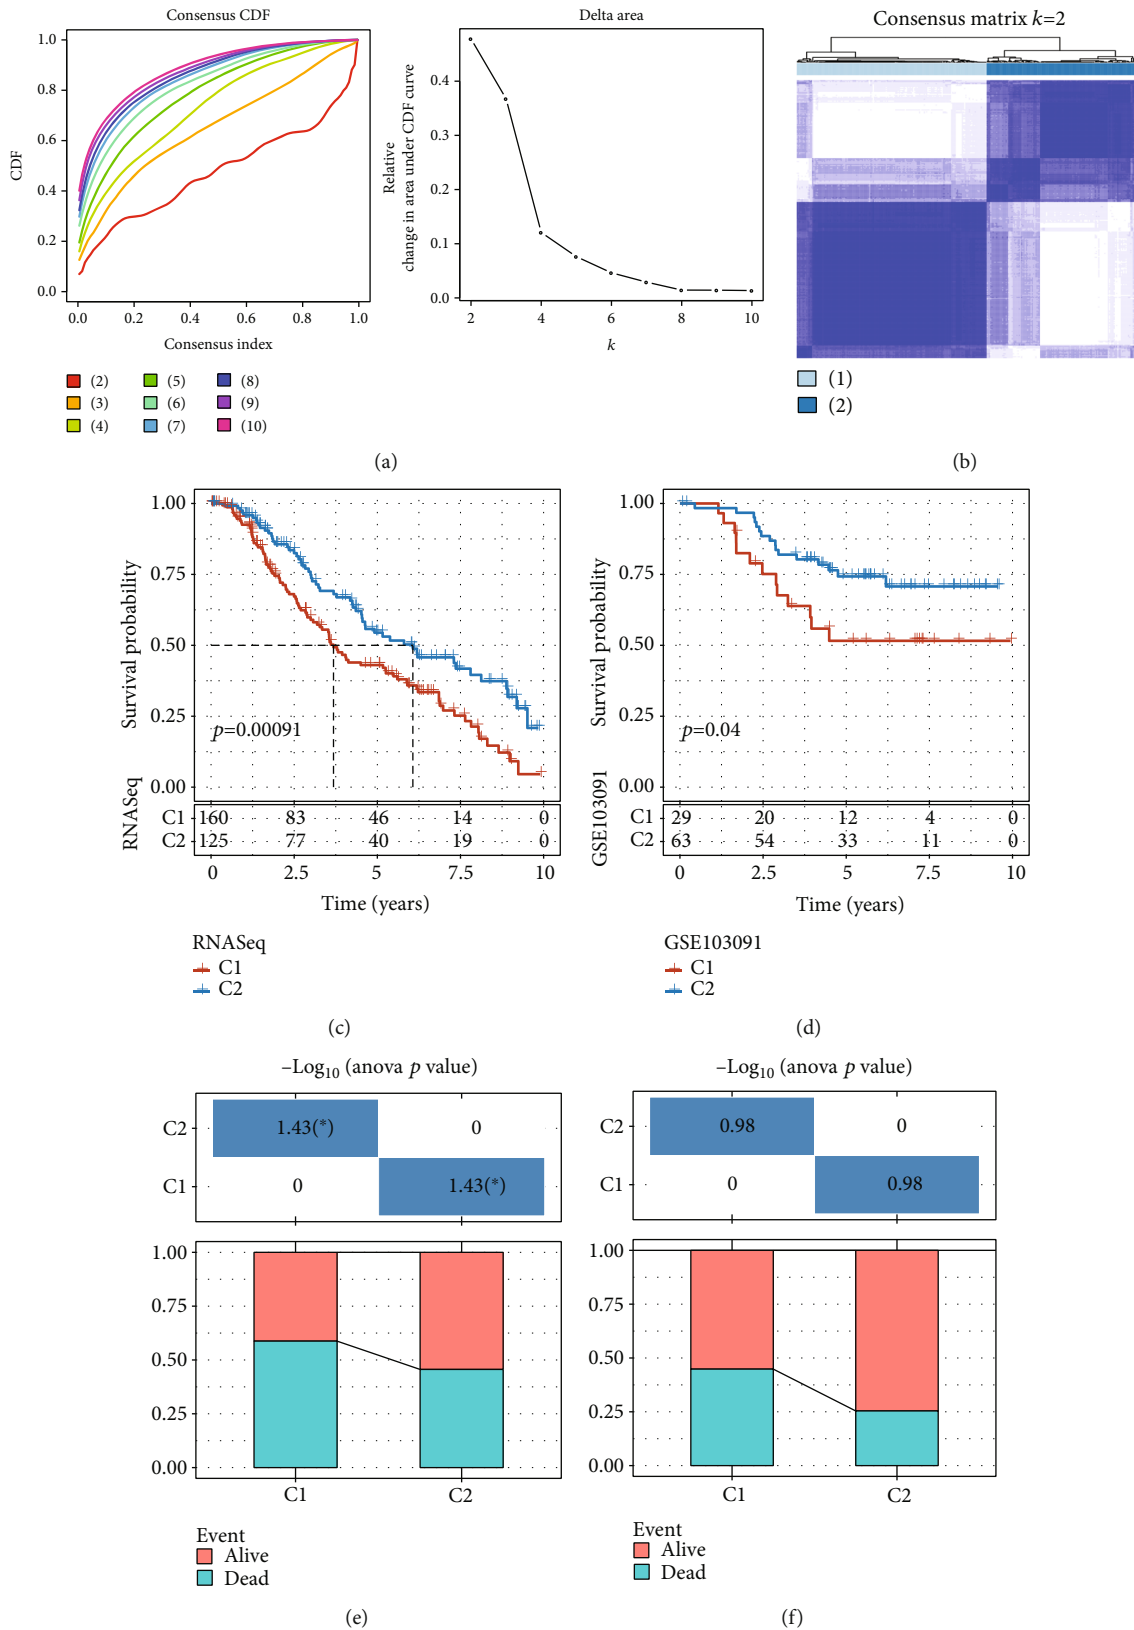 Consensus CDF
CDF
1.0
0.8
0.6
0.4
0.2
0.0
0.0 0.2 0.4 0.6 0.8 1.0
Consensus index
(2) (5) (8)
(3) (6) (9)
(4) (7) (10)
Delta area
Relative
change in area under CDF curve
0.4
0.3
0.2
0.1
0.0
2 4 6 8 10
k
(a)
Consensus matrix k=2
(1)
(2)
(b)
Survival probability
1.00
0.75
0.50
0.25
0.00
p=0.00091
RNASeq
C1 160 83 46 14 0
C2 125 77 40 19 0
0 2.5 5 7.5 10
Time (years)
RNASeq
C1
C2
(c)
Survival probability
1.00
0.75
0.50
0.25
0.00
p=0.04
GSE103091
C1 29 20 12 4 0
C2 63 54 33 11 0
0 2.5 5 7.5 10
Time (years)
GSE103091
C1
C2
(d)
–Log10 (anova p value)
C2 1.43(*) 0
C1 0 1.43(*)
1.00
0.75
0.50
0.25
0.00
C1 C2
Event
Alive
Dead
(e)
–Log10 (anova p value)
C2 0.98 0
C1 0 0.98
1.00
0.75
0.50
0.25
0.00
C1 C2
Event
Alive
Dead
(f)